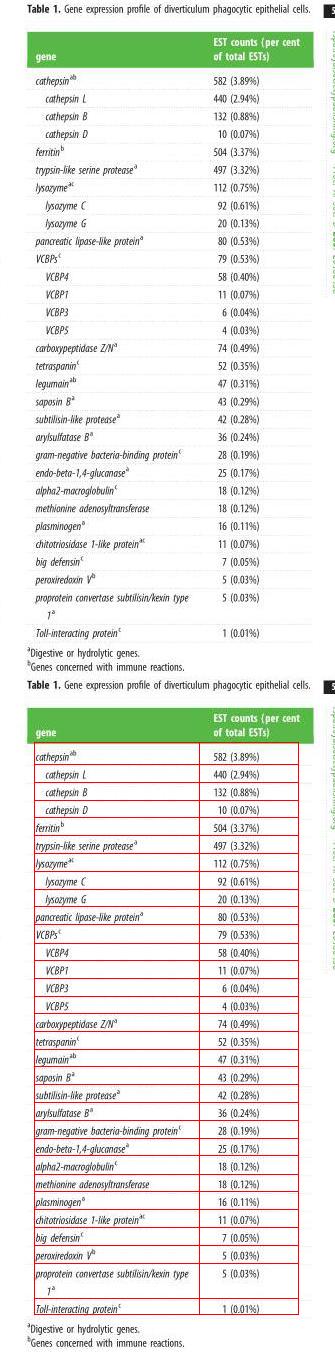 Table 1. Gene expression profile of diverticulum phagocytic epithelial cells.
gene EST counts (per cent of total ESTs)
cathepsin^ab 582 (3.89%)
cathepsin L 440 (2.94%)
cathepsin B 132 (0.88%)
cathepsin D 10 (0.07%)
ferritin^b 504 (3.37%)
trypsin-like serine protease^a 497 (3.32%)
lysozyme^ac 112 (0.75%)
lysozyme C 92 (0.61%)
lysozyme G 20 (0.13%)
pancreatic lipase-like protein^a 80 (0.53%)
VCBPs^c 79 (0.53%)
VCBP4 58 (0.40%)
VCBP1 11 (0.07%)
VCBP3 6 (0.04%)
VCBP5 4 (0.03%)
carboxypeptidase Z/N^a 74 (0.49%)
tetraspanin^c 52 (0.35%)
legumain^ab 47 (0.31%)
saposin B^a 43 (0.29%)
subtilisin-like protease^a 42 (0.28%)
arylsulfatase B^a 36 (0.24%)
gram-negative bacteria-binding protein^c 28 (0.19%)
endo-beta-1,4-glucanase^a 25 (0.17%)
alpha2-macroglobulin^c 18 (0.12%)
methionine adenosyltransferase 18 (0.12%)
plasminogen^a 16 (0.11%)
chitotriosidase 1-like protein^ac 11 (0.07%)
big defensin^c 7 (0.05%)
peroxiredoxin V^b 5 (0.03%)
proprotein convertase subtilisin/kexin type 5 (0.03%)
1^a
Toll-interacting protein^c 1 (0.01%)
^aDigestive or hydrolytic genes.
^bGenes concerned with immune reactions.
Table 1. Gene expression profile of diverticulum phagocytic epithelial cells.
gene EST counts (per cent of total ESTs)
cathepsin^ab 582 (3.89%)
cathepsin L 440 (2.94%)
cathepsin B 132 (0.88%)
cathepsin D 10 (0.07%)
ferritin^b 504 (3.37%)
trypsin-like serine protease^a 497 (3.32%)
lysozyme^ac 112 (0.75%)
lysozyme C 92 (0.61%)
lysozyme G 20 (0.13%)
pancreatic lipase-like protein^a 80 (0.53%)
VCBPs^c 79 (0.53%)
VCBP4 58 (0.40%)
VCBP1 11 (0.07%)
VCBP3 6 (0.04%)
VCBP5 4 (0.03%)
carboxypeptidase Z/N^a 74 (0.49%)
tetraspanin^c 52 (0.35%)
legumain^ab 47 (0.31%)
saposin B^a 43 (0.29%)
subtilisin-like protease^a 42 (0.28%)
arylsulfatase B^a 36 (0.24%)
gram-negative bacteria-binding protein^c 28 (0.19%)
endo-beta-1,4-glucanase^a 25 (0.17%)
alpha2-macroglobulin^c 18 (0.12%)
methionine adenosyltransferase 18 (0.12%)
plasminogen^a 16 (0.11%)
chitotriosidase 1-like protein^ac 11 (0.07%)
big defensin^c 7 (0.05%)
peroxiredoxin V^b 5 (0.03%)
proprotein convertase subtilisin/kexin type 5 (0.03%)
1^a
Toll-interacting protein^c 1 (0.01%)
^aDigestive or hydrolytic genes.
^bGenes concerned with immune reactions.